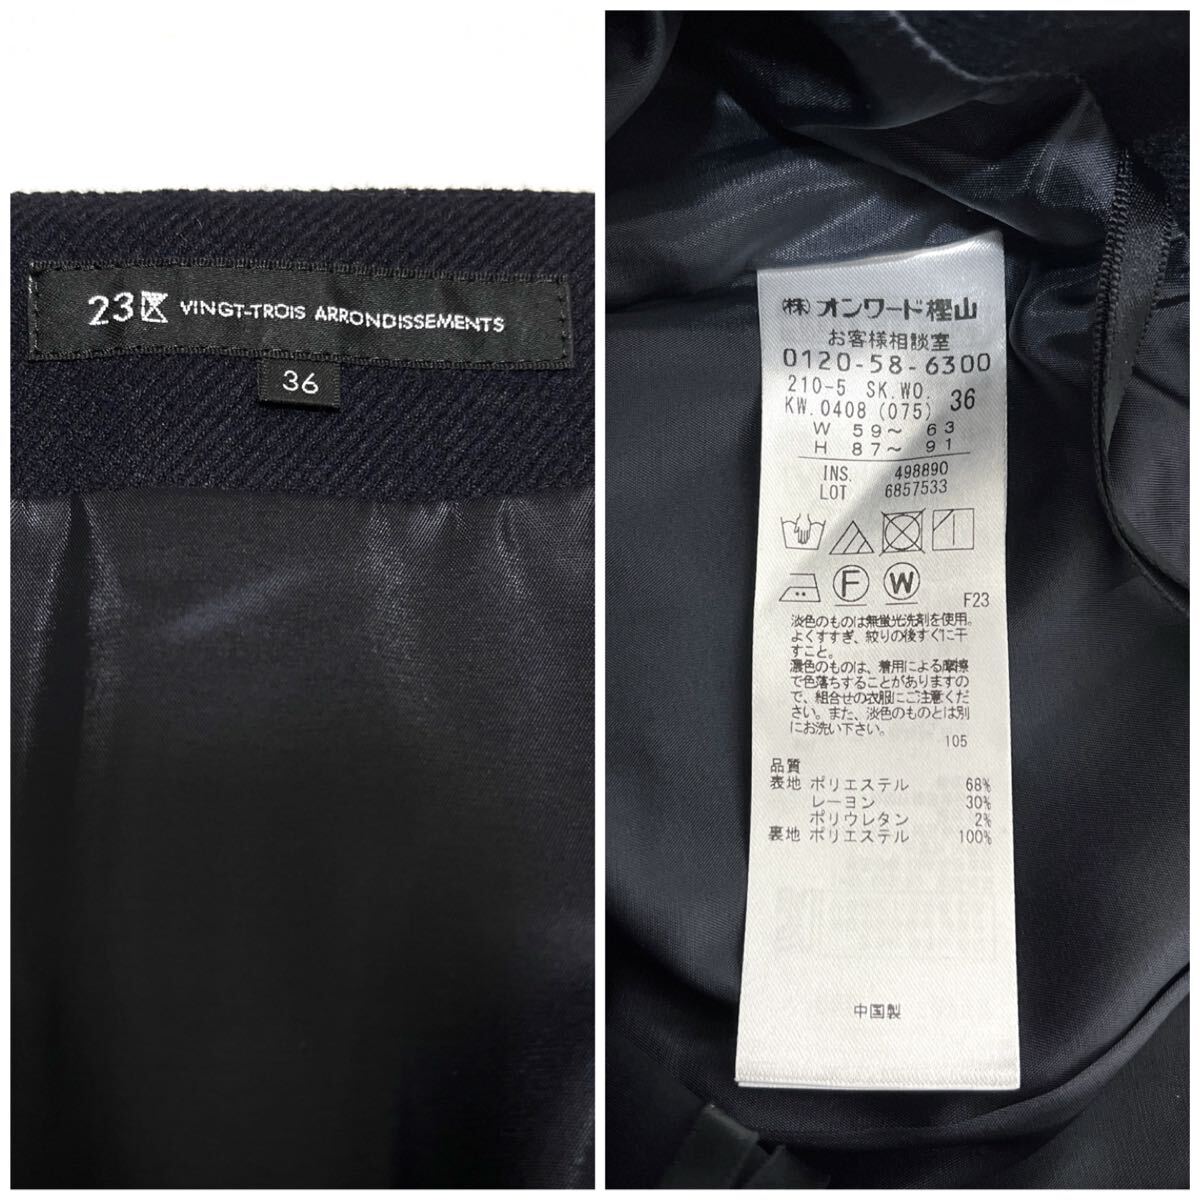 23区 VINGT-TROIS ARRONDISSEMENTS
36
(株)オンワード樫山
お客様相談室
0120-58-6300
210-5 SK.WO.
KW.0408 (075) 36
W 59～ 63
H 87～ 91
INS. 498890
LOT 6857533
F W
F23
淡色のものは無蛍光洗剤を使用。
よくすすぎ、絞りの後すぐに干
すこと。
濃色のものは、着用による摩擦
で色落ちすることがありますの
で、組合せの衣服にご注意くだ
さい。また、淡色のものとは別
にお洗い下さい。
105
品質
表地 ポリエステル 68%
レーヨン 30%
ポリウレタン 2%
裏地 ポリエステル 100%
中国製